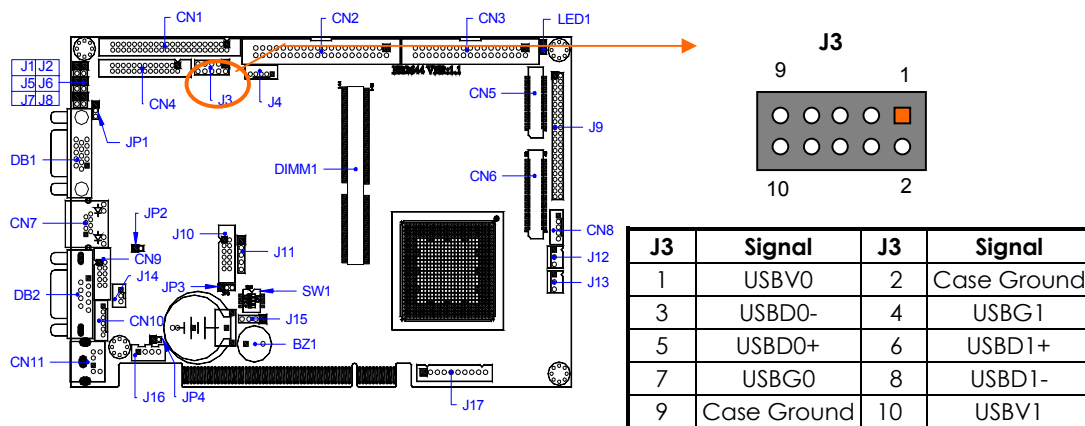 CN1
CN2
CN3
LED1
J3
J1 J2
J5 J6
J7 J8
CN4
J3
J4
CN5
J9
9
1
JP1
DB1
DIMM1
CN6
10
2
CN7
JP2
J10
J11
CN8
CN9
J14
J12
DB2
JP3
SW1
J13
CN10
J15
BZ1
CN11
J16
JP4
J17
J3 Signal J3 Signal
1 USBV0 2 Case Ground
3 USBD0- 4 USBG1
5 USBD0+ 6 USBD1+
7 USBG0 8 USBD1-
9 Case Ground 10 USBV1